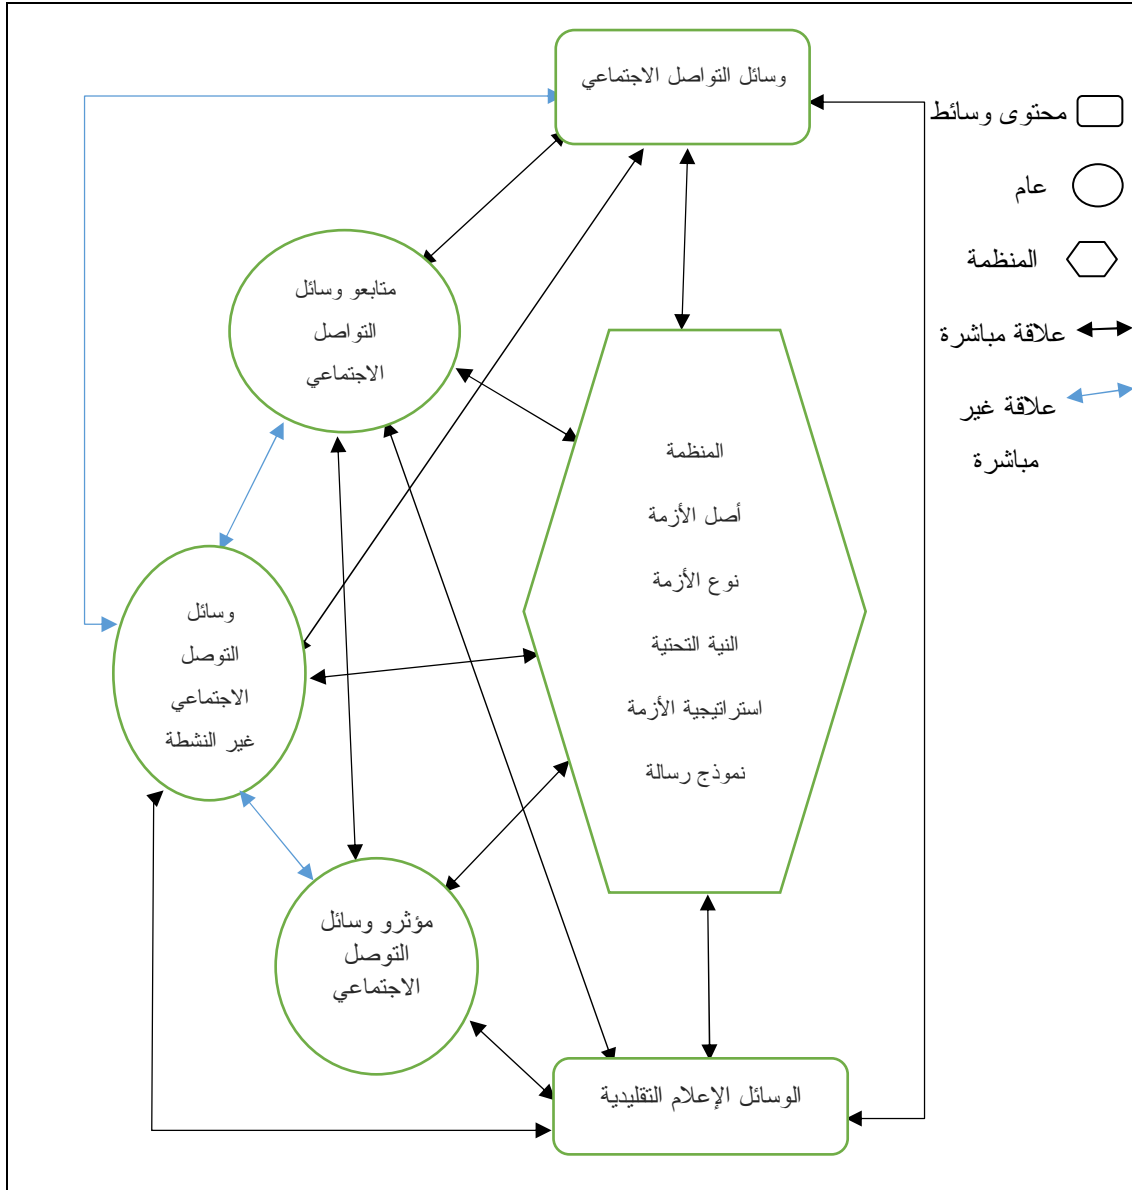 وسائل التواصل الاجتماعي
محتوى وسائط
عام
المنظمة
علاقة مباشرة
علاقة غير
مباشرة
متابعو وسائل
التواصل
الاجتماعي
المنظمة
أصل الأزمة
نوع الأزمة
النية التحتية
استراتيجية الأزمة
نموذج رسالة
وسائل
التوصل
الاجتماعي
غير النشطة
مؤثرو وسائل
التوصل
الاجتماعي
الوسائل الإعلام التقليدية